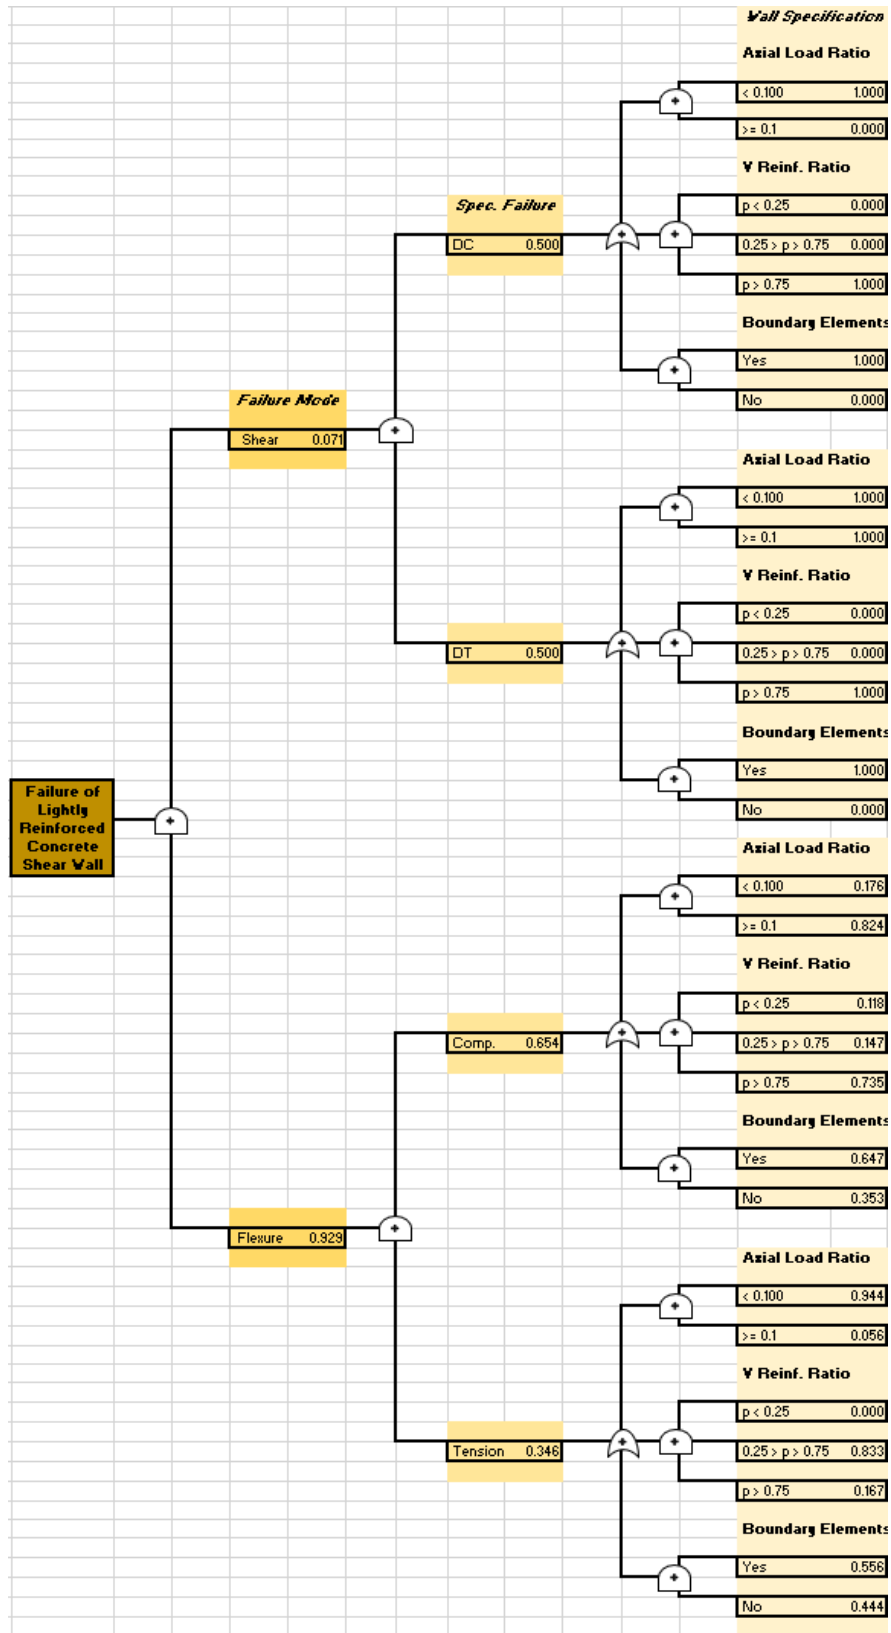 Wall Specification
Axial Load Ratio
< 0.100 1.000
>= 0.1 0.000
V Reinf. Ratio
p < 0.25 0.000
0.25 > p > 0.75 0.000
p > 0.75 1.000
Boundary Elements
Yes 1.000
No 0.000
Spec. Failure
DC 0.500
Failure Mode
Shear 0.071
Axial Load Ratio
< 0.100 1.000
>= 0.1 1.000
V Reinf. Ratio
p < 0.25 0.000
0.25 > p > 0.75 0.000
p > 0.75 1.000
Boundary Elements
Yes 1.000
No 0.000
DT 0.500
Failure of
Lightly
Reinforced
Concrete
Shear Wall
Axial Load Ratio
< 0.100 0.176
>= 0.1 0.824
V Reinf. Ratio
p < 0.25 0.118
0.25 > p > 0.75 0.147
p > 0.75 0.735
Boundary Elements
Yes 0.647
No 0.353
Comp. 0.654
Flexure 0.929
Axial Load Ratio
< 0.100 0.944
>= 0.1 0.056
V Reinf. Ratio
p < 0.25 0.000
0.25 > p > 0.75 0.833
p > 0.75 0.167
Boundary Elements
Yes 0.556
No 0.444
Tension 0.346